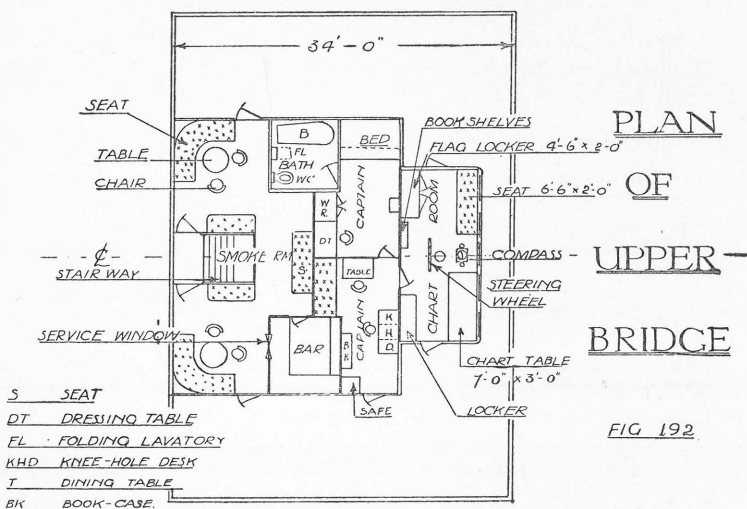 34'-0"
SEAT
TABLE
CHAIR
℄
STAIR WAY
SERVICE WINDOW
B
FL
BATH
WC
BED
CAPTAIN
W
R.
DT
SMOKE RM
S
TABLE
CAPTAIN
K
H
D
B
K
BAR
SAFE
BOOK SHELVES
FLAG LOCKER 4'-6" x 2'-0"
SEAT 6'-6" x 2'-0"
ROOM
CHART
COMPASS
STEERING
WHEEL
CHART TABLE
7'-0" x 3'-0"
LOCKER
PLAN
OF
UPPER
BRIDGE
FIG 192
S SEAT
DT DRESSING TABLE
FL FOLDING LAVATORY
KHD KNEE-HOLE DESK
T DINING TABLE
BK BOOK-CASE.